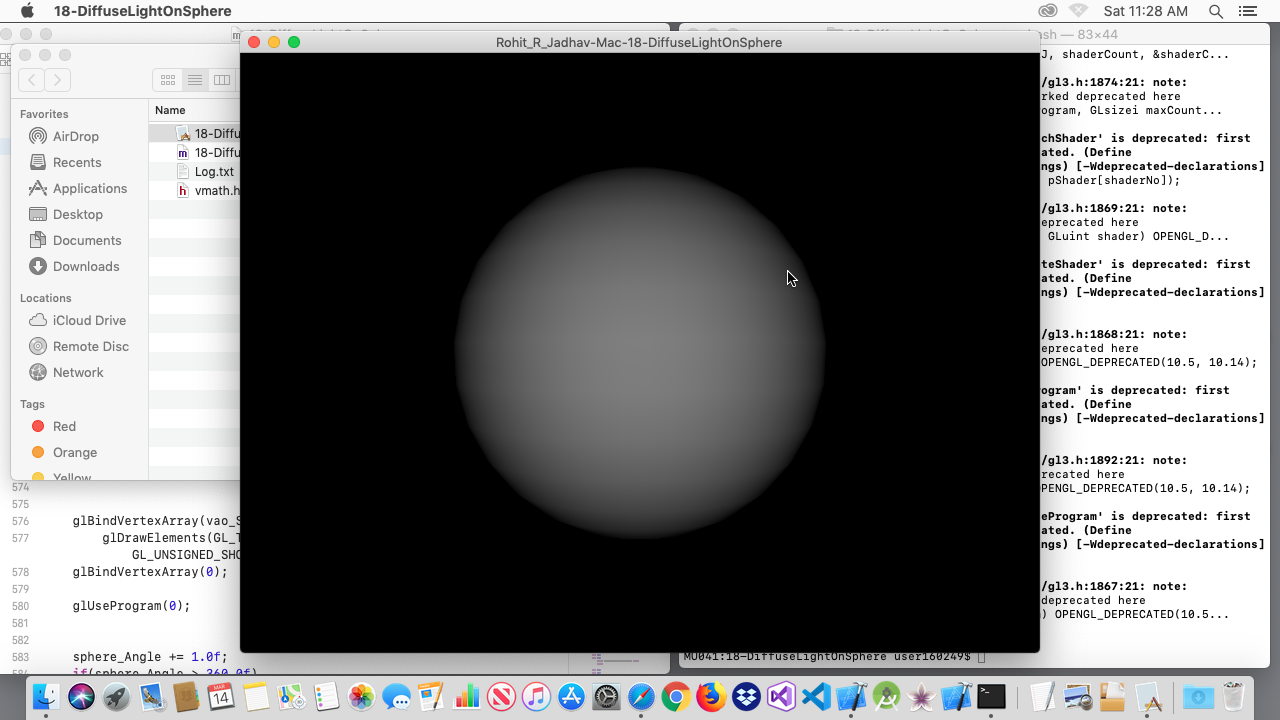 18-DiffuseLightOnSphere
Sat 11:28 AM
Rohit_R_Jadhav-Mac-18-DiffuseLightOnSphere
— 83×44
Favorites
AirDrop
Recents
Applications
Desktop
Documents
Downloads
Locations
iCloud Drive
Remote Disc
Network
Tags
Red
Orange
Yellow
Name
18-Diffu
18-Diffu
Log.txt
vmath.h
574
575
576 glBindVertexArray(vao_S
577 glDrawElements(GL_T
GL_UNSIGNED_SHO
578 glBindVertexArray(0);
579
580 glUseProgram(0);
581
582
583 sphere_Angle += 1.0f;
584 if(sphere_Angle > 360.0f)
J, shaderCount, &shaderC...
/gl3.h:1874:21: note:
rked deprecated here
ogram, GLsizei maxCount...
chShader' is deprecated: first
ated. (Define
ngs) [-Wdeprecated-declarations]
pShader[shaderNo]);
/gl3.h:1869:21: note:
eprecated here
GLuint shader) OPENGL_D...
teShader' is deprecated: first
ated. (Define
ngs) [-Wdeprecated-declarations]
/gl3.h:1868:21: note:
eprecated here
OPENGL_DEPRECATED(10.5, 10.14);
ogram' is deprecated: first
ated. (Define
ngs) [-Wdeprecated-declarations]
/gl3.h:1892:21: note:
recated here
OPENGL_DEPRECATED(10.5, 10.14);
eProgram' is deprecated: first
ated. (Define
ngs) [-Wdeprecated-declarations]
/gl3.h:1867:21: note:
deprecated here
) OPENGL_DEPRECATED(10.5...
MU041:18-DiffuseLightOnSphere user160249$
MAR
14